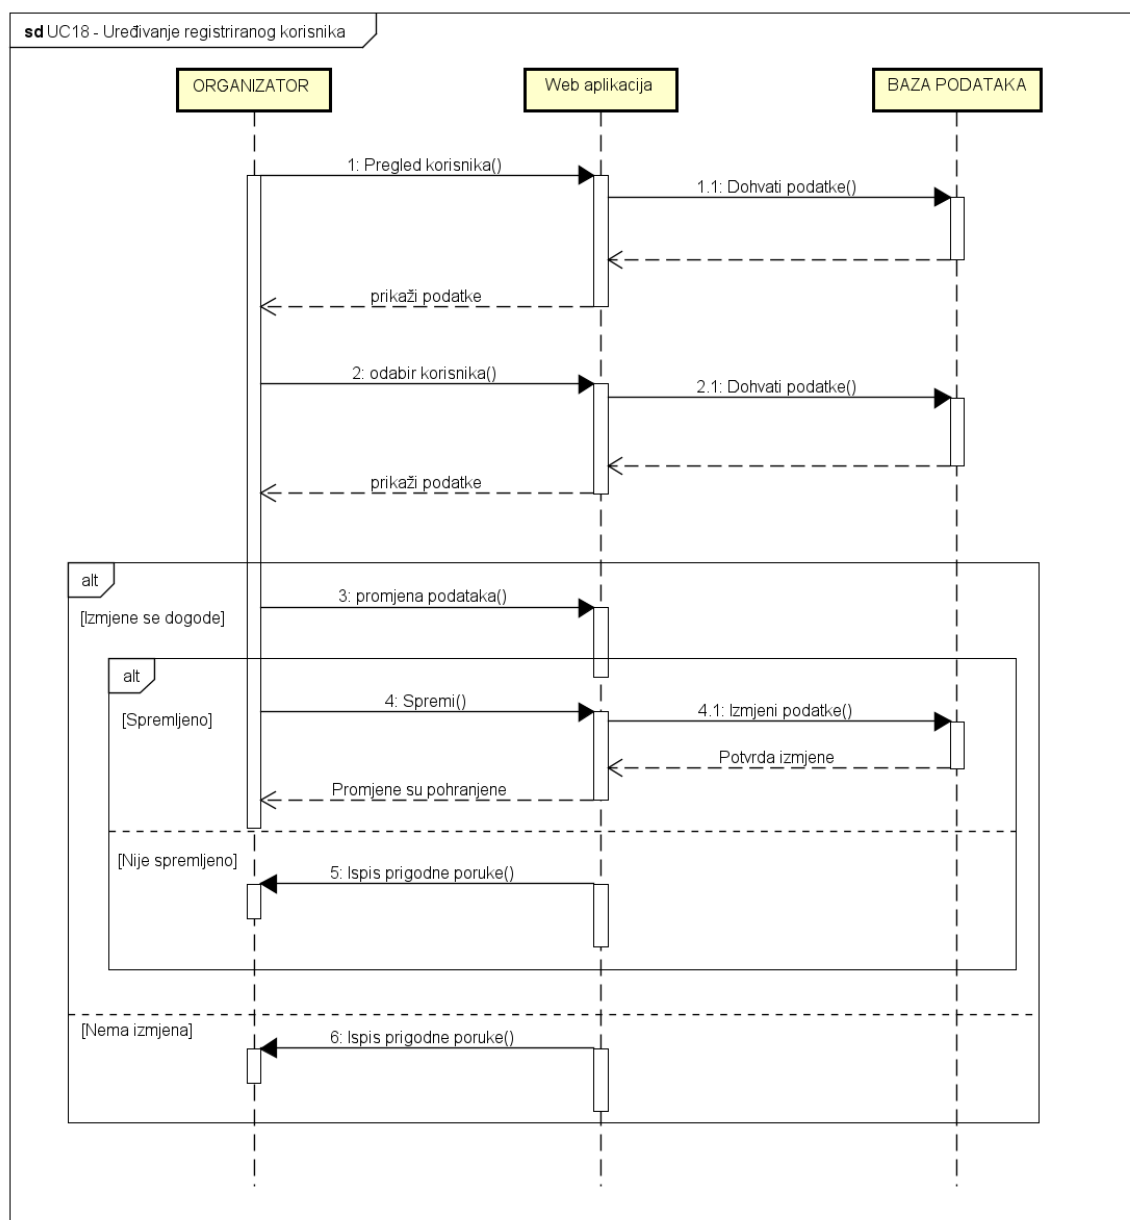 sd UC18 - Uređivanje registriranog korisnika
ORGANIZATOR
Web aplikacija
BAZA PODATAKA
1: Pregled korisnika()
1.1: Dohvati podatke()
prikaži podatke
2: odabir korisnika()
2.1: Dohvati podatke()
prikaži podatke
alt
3: promjena podataka()
[Izmjene se dogode]
alt
4: Spremi()
4.1: Izmjeni podatke()
[Spremljeno]
Potvrda izmjene
Promjene su pohranjene
[Nije spremljeno]
5: Ispis prigodne poruke()
[Nema izmjena]
6: Ispis prigodne poruke()